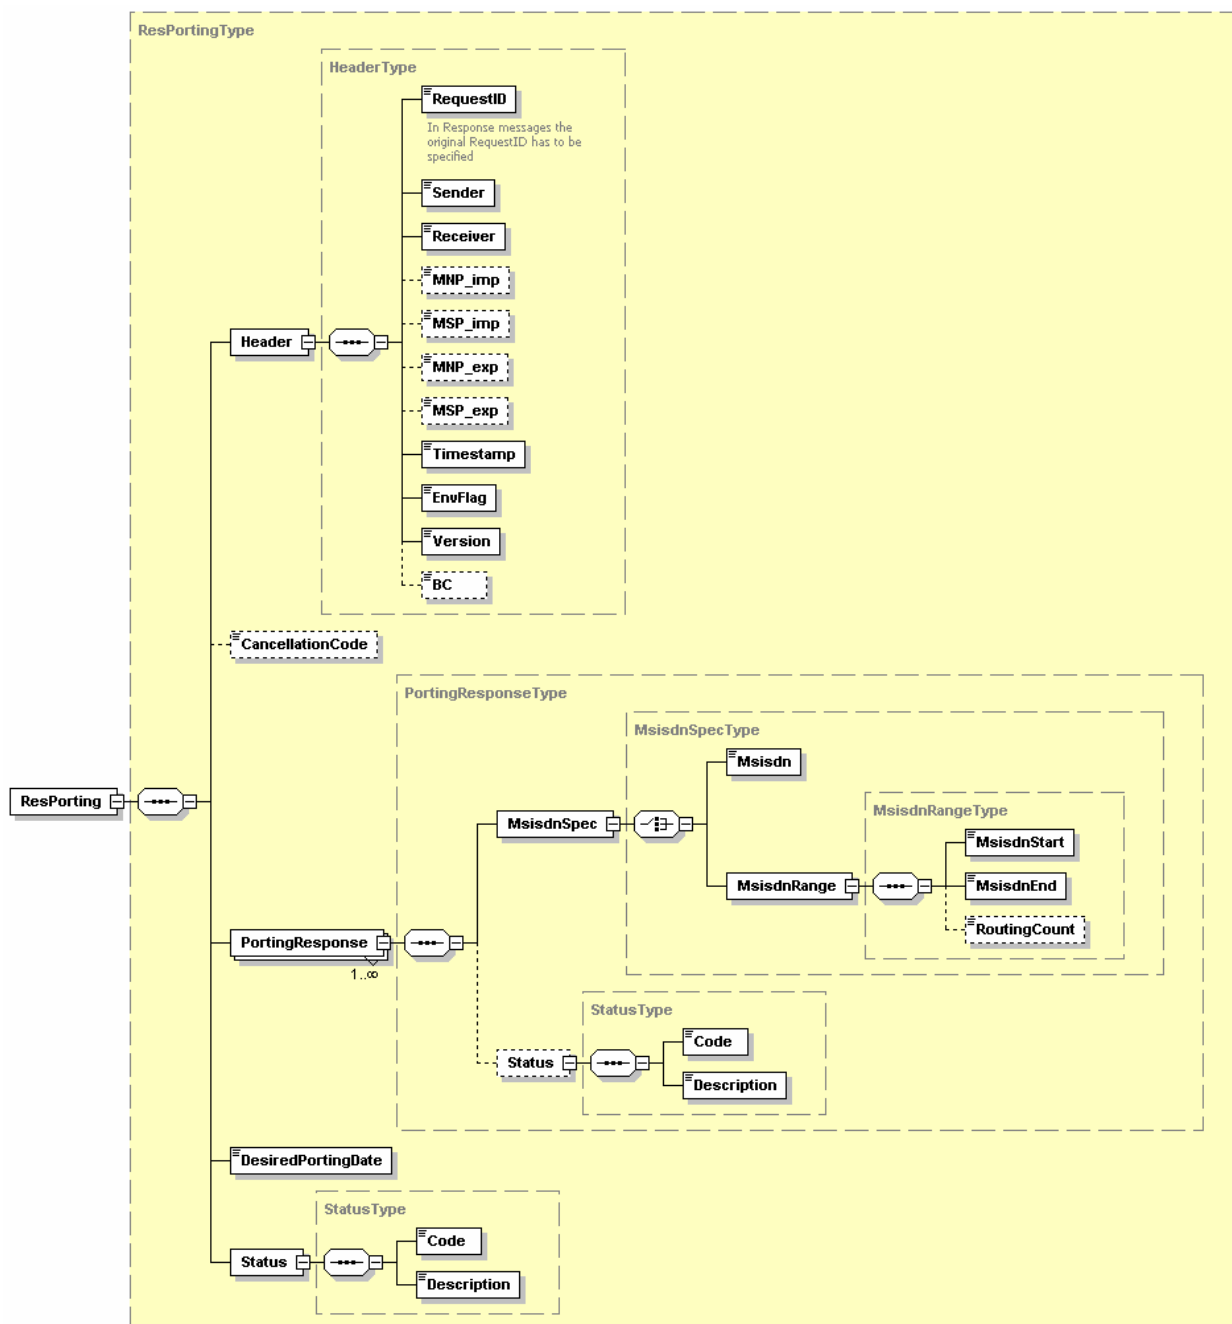 ResPortingType
HeaderType
RequestID
In Response messages the
original RequestID has to be
specified
Sender
Receiver
MNP_imp
MSP_imp
Header
MNP_exp
MSP_exp
Timestamp
EnvFlag
Version
BC
CancellationCode
PortingResponseType
MsisdnSpecType
Msisdn
ResPorting
MsisdnSpec
MsisdnRangeType
MsisdnStart
MsisdnRange
MsisdnEnd
RoutingCount
PortingResponse
1..∞
StatusType
Code
Status
Description
DesiredPortingDate
StatusType
Code
Status
Description